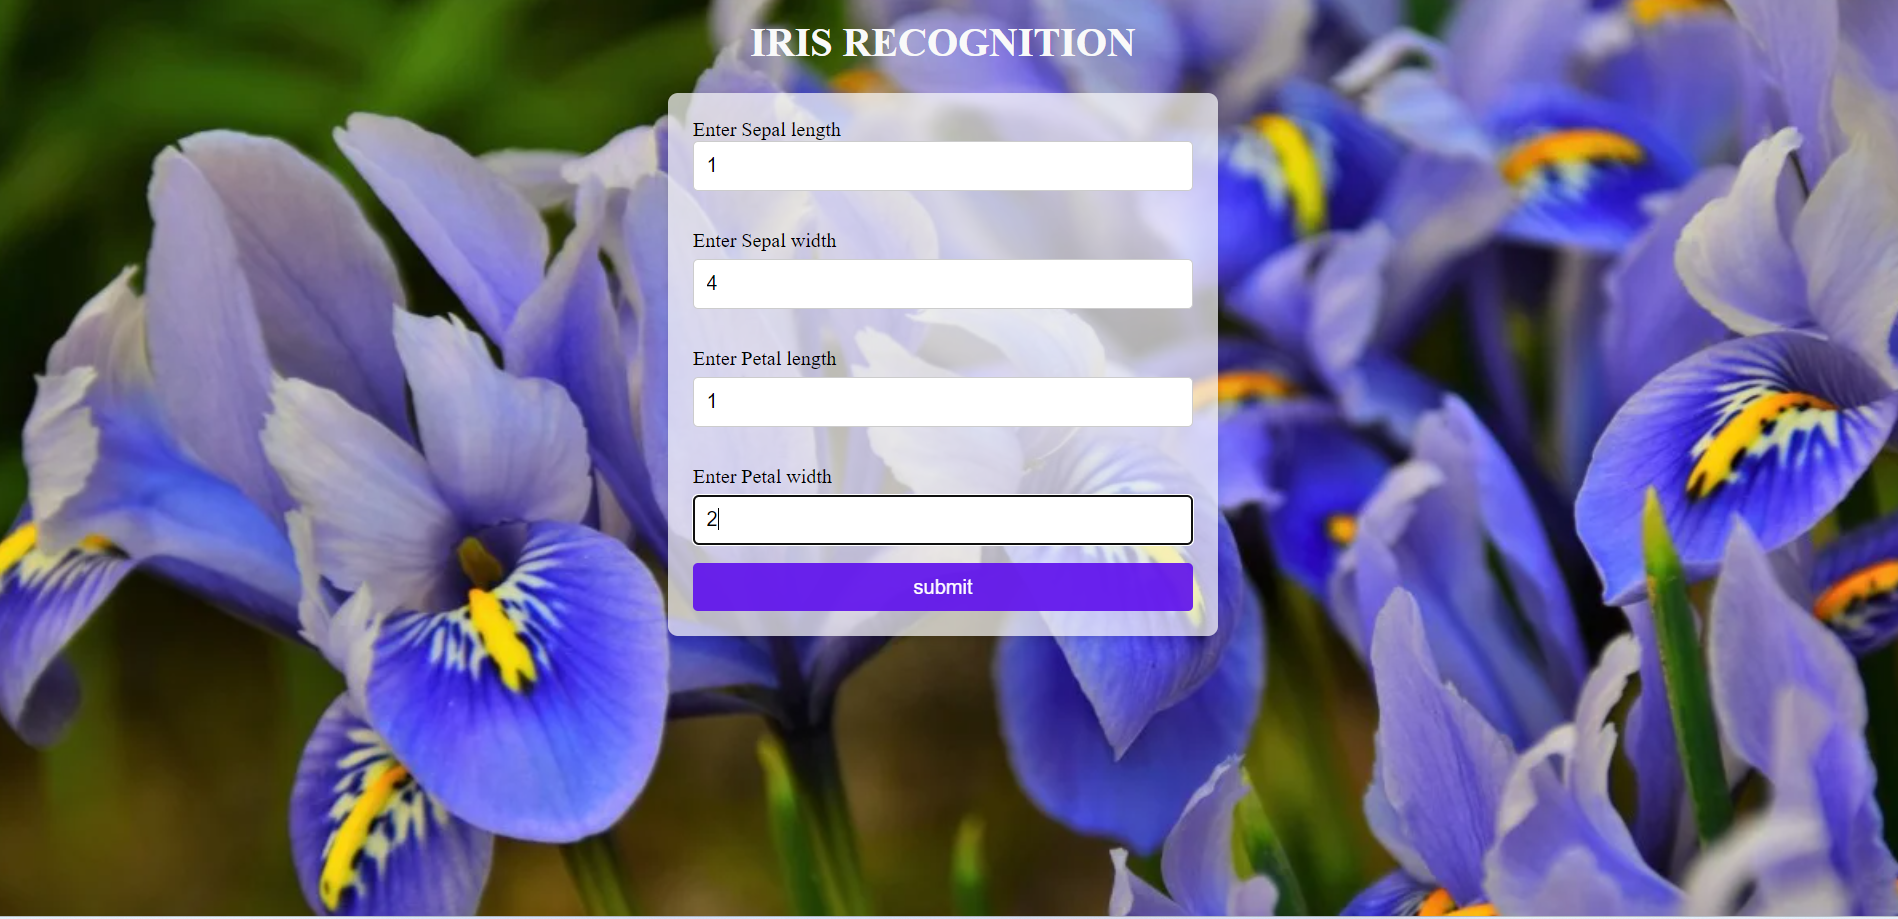 IRIS RECOGNITION
Enter Sepal length
1
Enter Sepal width
4
Enter Petal length
1
Enter Petal width
2
submit